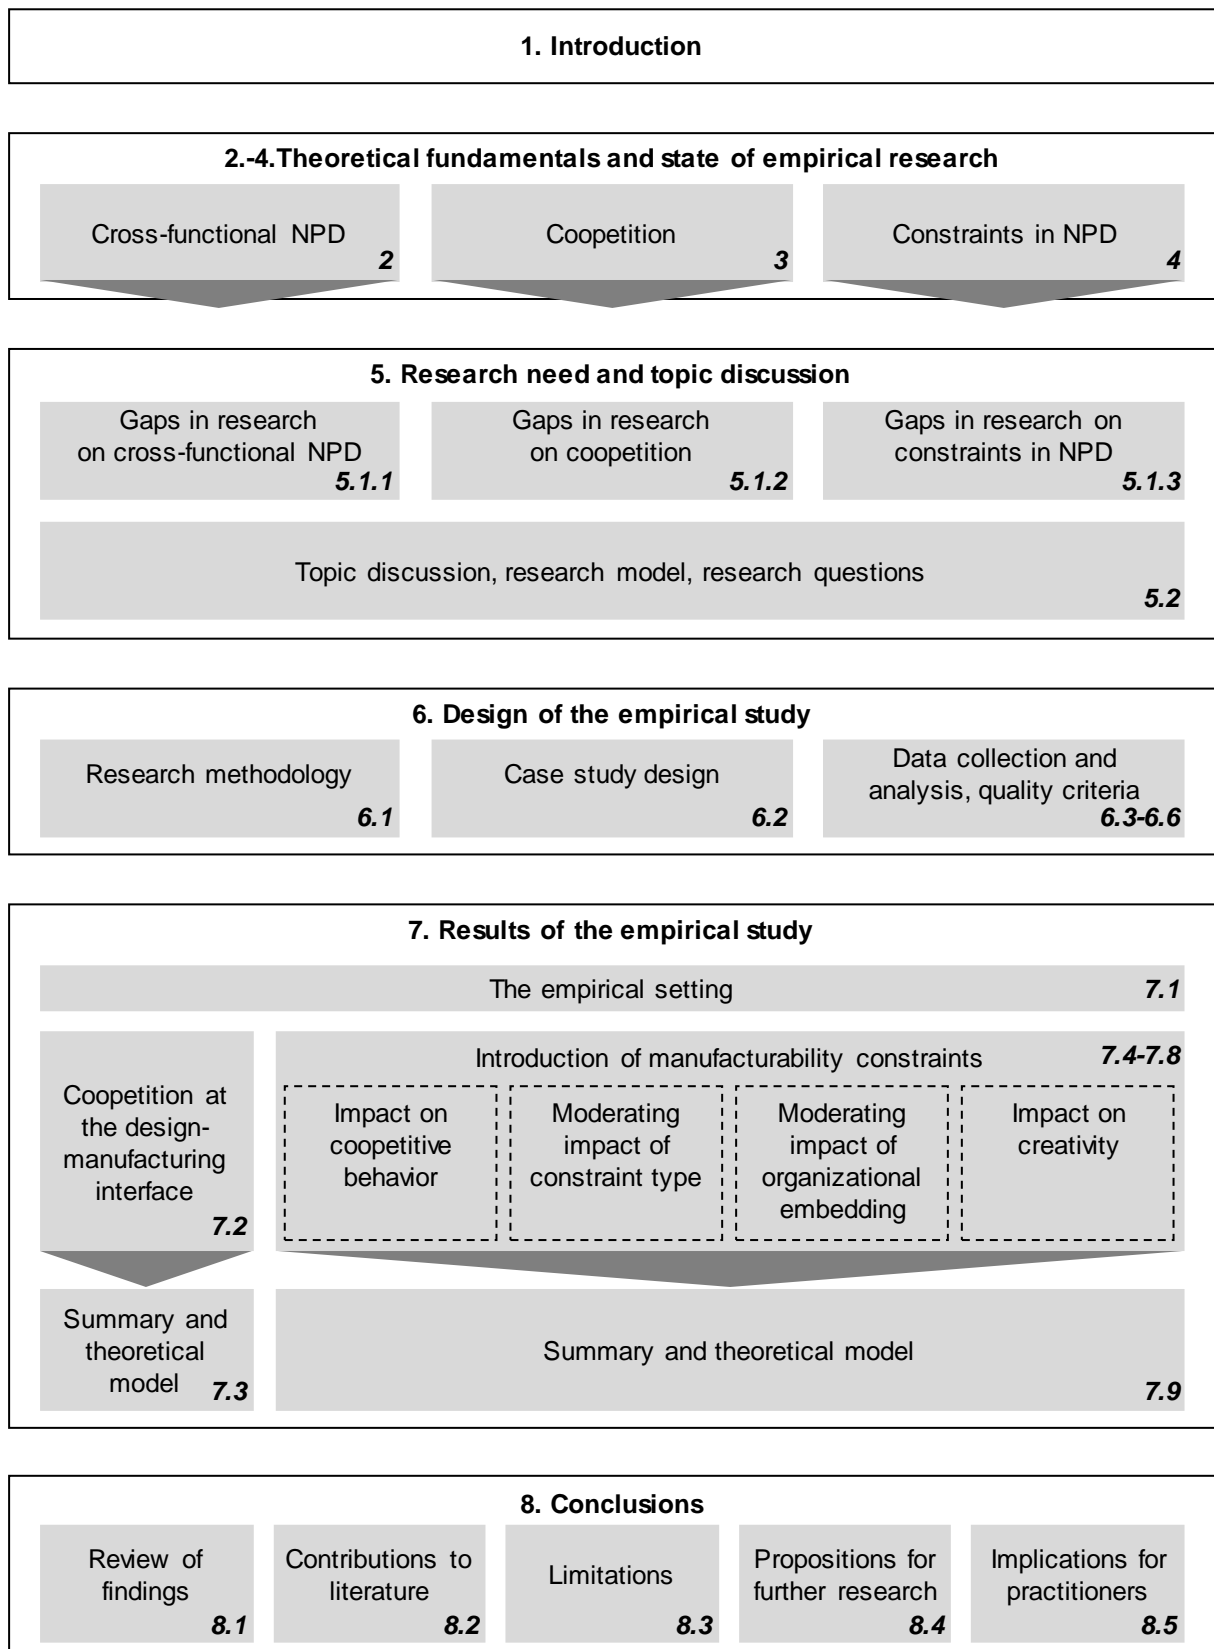 1. Introduction
2.-4.Theoretical fundamentals and state of empirical research
Cross-functional NPD
2
Coopetition
3
Constraints in NPD
4
5. Research need and topic discussion
Gaps in research
on cross-functional NPD
5.1.1
Gaps in research
on coopetition
5.1.2
Gaps in research on
constraints in NPD
5.1.3
Topic discussion, research model, research questions
5.2
6. Design of the empirical study
Research methodology
6.1
Case study design
6.2
Data collection and
analysis, quality criteria
6.3-6.6
7. Results of the empirical study
The empirical setting
7.1
Coopetition at
the design-
manufacturing
interface
7.2
Introduction of manufacturability constraints
7.4-7.8
Impact on
coopetitive
behavior
Moderating
impact of
constraint type
Moderating
impact of
organizational
embedding
Impact on
creativity
Summary and
theoretical
model
7.3
Summary and theoretical model
7.9
8. Conclusions
Review of
findings
8.1
Contributions to
literature
8.2
Limitations
8.3
Propositions for
further research
8.4
Implications for
practitioners
8.5